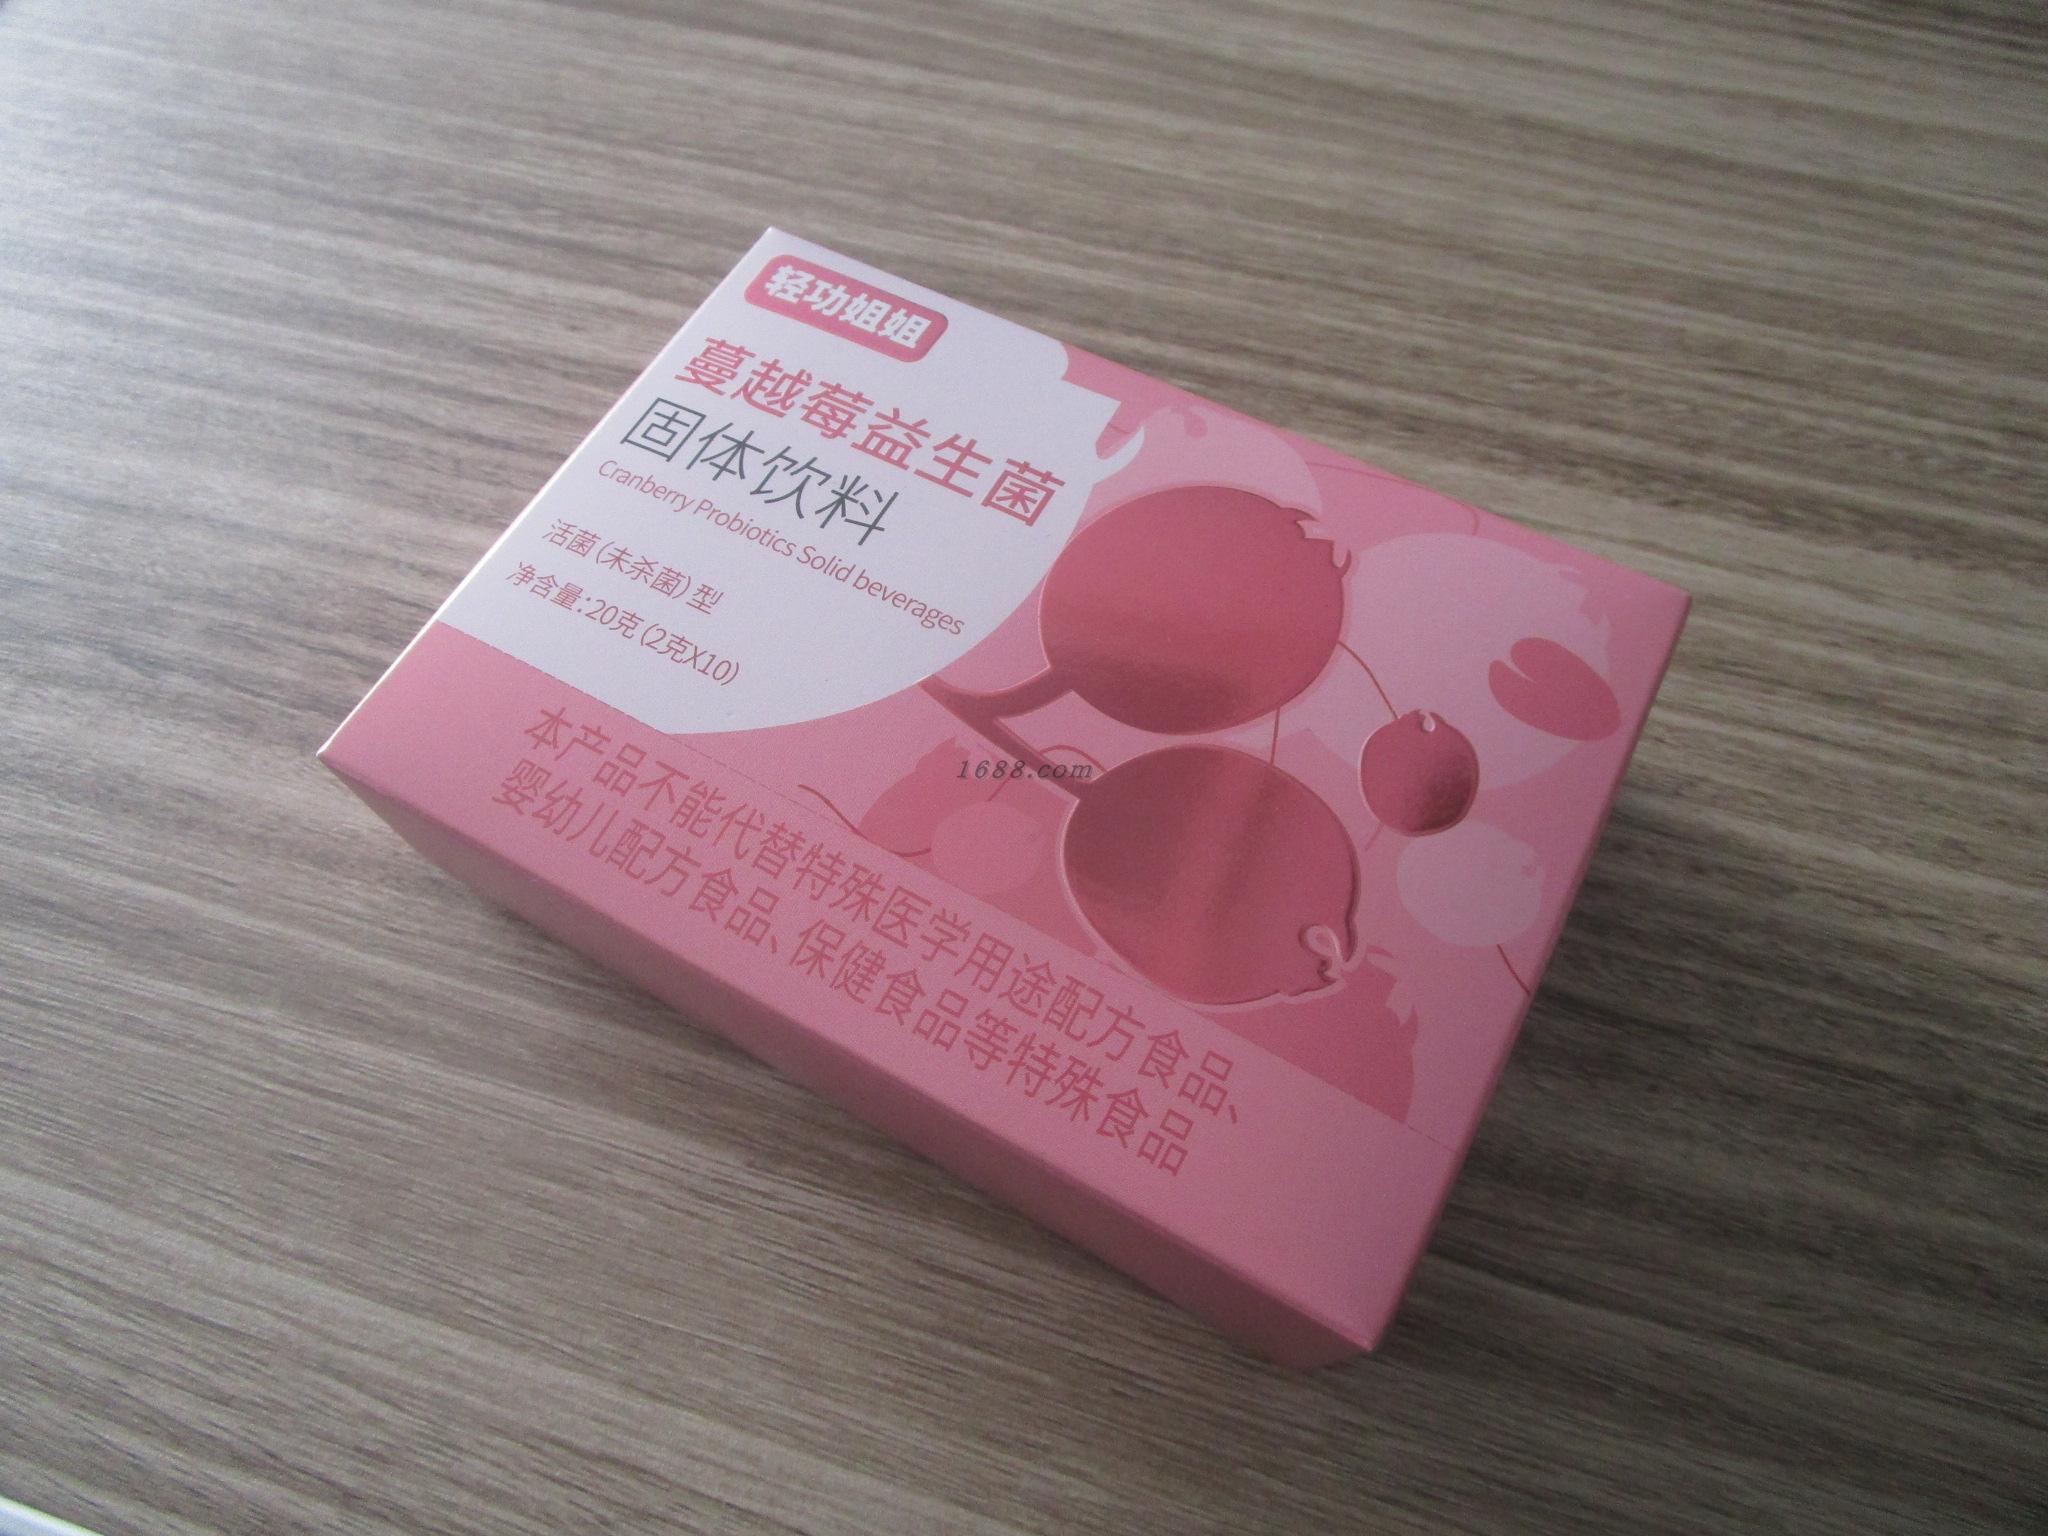 轻功姐姐
蔓越莓益生菌
固体饮料
Cranberry Probiotics Solid beverages
活菌(未杀菌)型
净含量:20克(2克X10)
1688.com
本产品不能代替特殊医学用途配方食品、
婴幼儿配方食品、保健食品等特殊食品